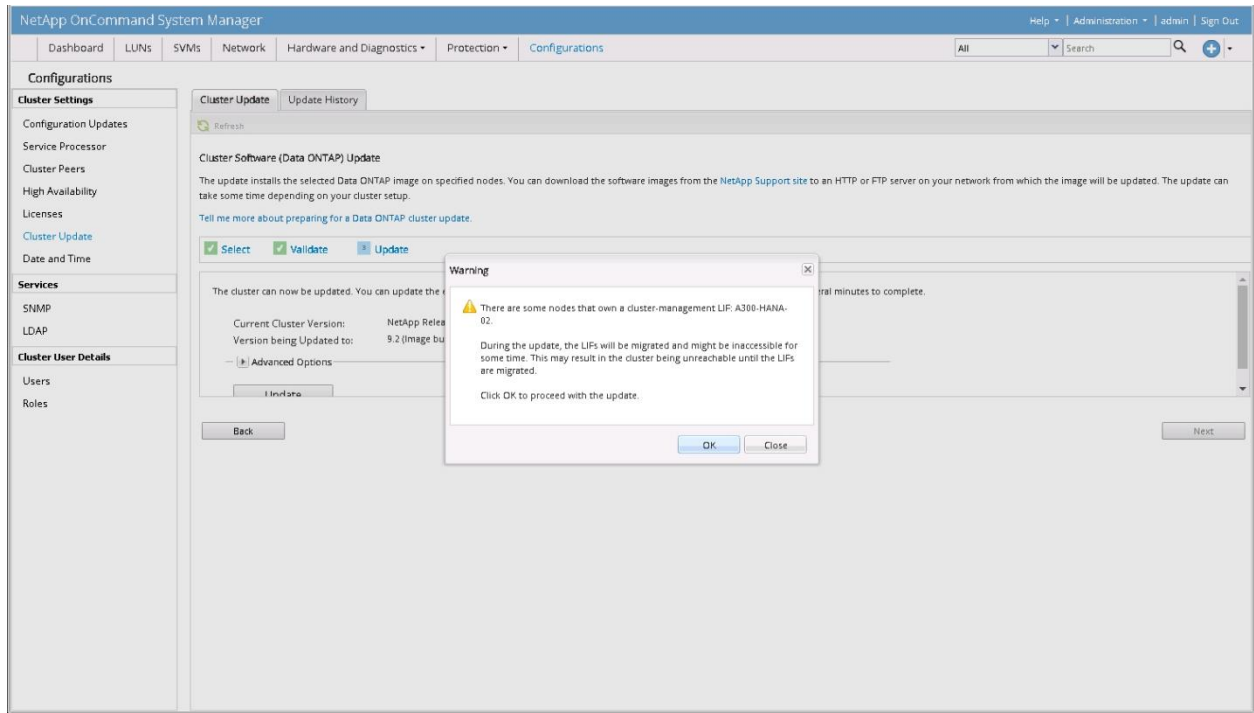 NetApp OnCommand System Manager
Help | Administration | admin | Sign Out
Dashboard LUNs SVMs Network Hardware and Diagnostics Protection Configurations All Search
Configurations
Cluster Settings
Configuration Updates
Service Processor
Cluster Peers
High Availability
Licenses
Cluster Update
Date and Time
Services
SNMP
LDAP
Cluster User Details
Users
Roles
Cluster Update Update History
Refresh
Cluster Software (Data ONTAP) Update
The update installs the selected Data ONTAP image on specified nodes. You can download the software images from the NetApp Support site to an HTTP or FTP server on your network from which the image will be updated. The update can
take some time depending on your cluster setup.
Tell me more about preparing for a Data ONTAP cluster update.
Select Validate 3 Update
The cluster can now be updated. You can update the
eral minutes to complete.
Current Cluster Version: NetApp Relea
Version being Updated to: 9.2 (Image bu
Advanced Options
Update
Back Next
Warning
There are some nodes that own a cluster-management LIF: A300-HANA-
02.
During the update, the LIFs will be migrated and might be inaccessible for
some time. This may result in the cluster being unreachable until the LIFs
are migrated.
Click OK to proceed with the update.
OK Close